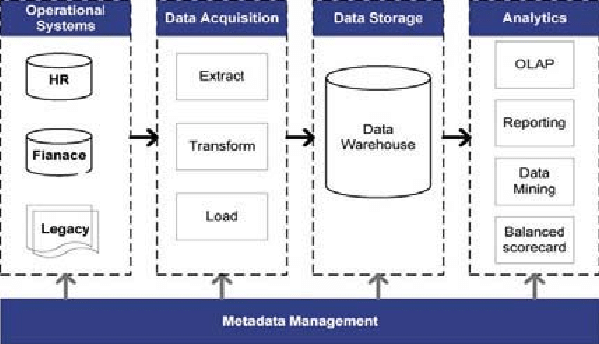 Operational
Systems
HR
Fianace
Legacy
Data Acquisition
Extract
Transform
Load
Data Storage
Data
Warehouse
Analytics
OLAP
Reporting
Data
Mining
Balanced
scorecard
Metadata Management